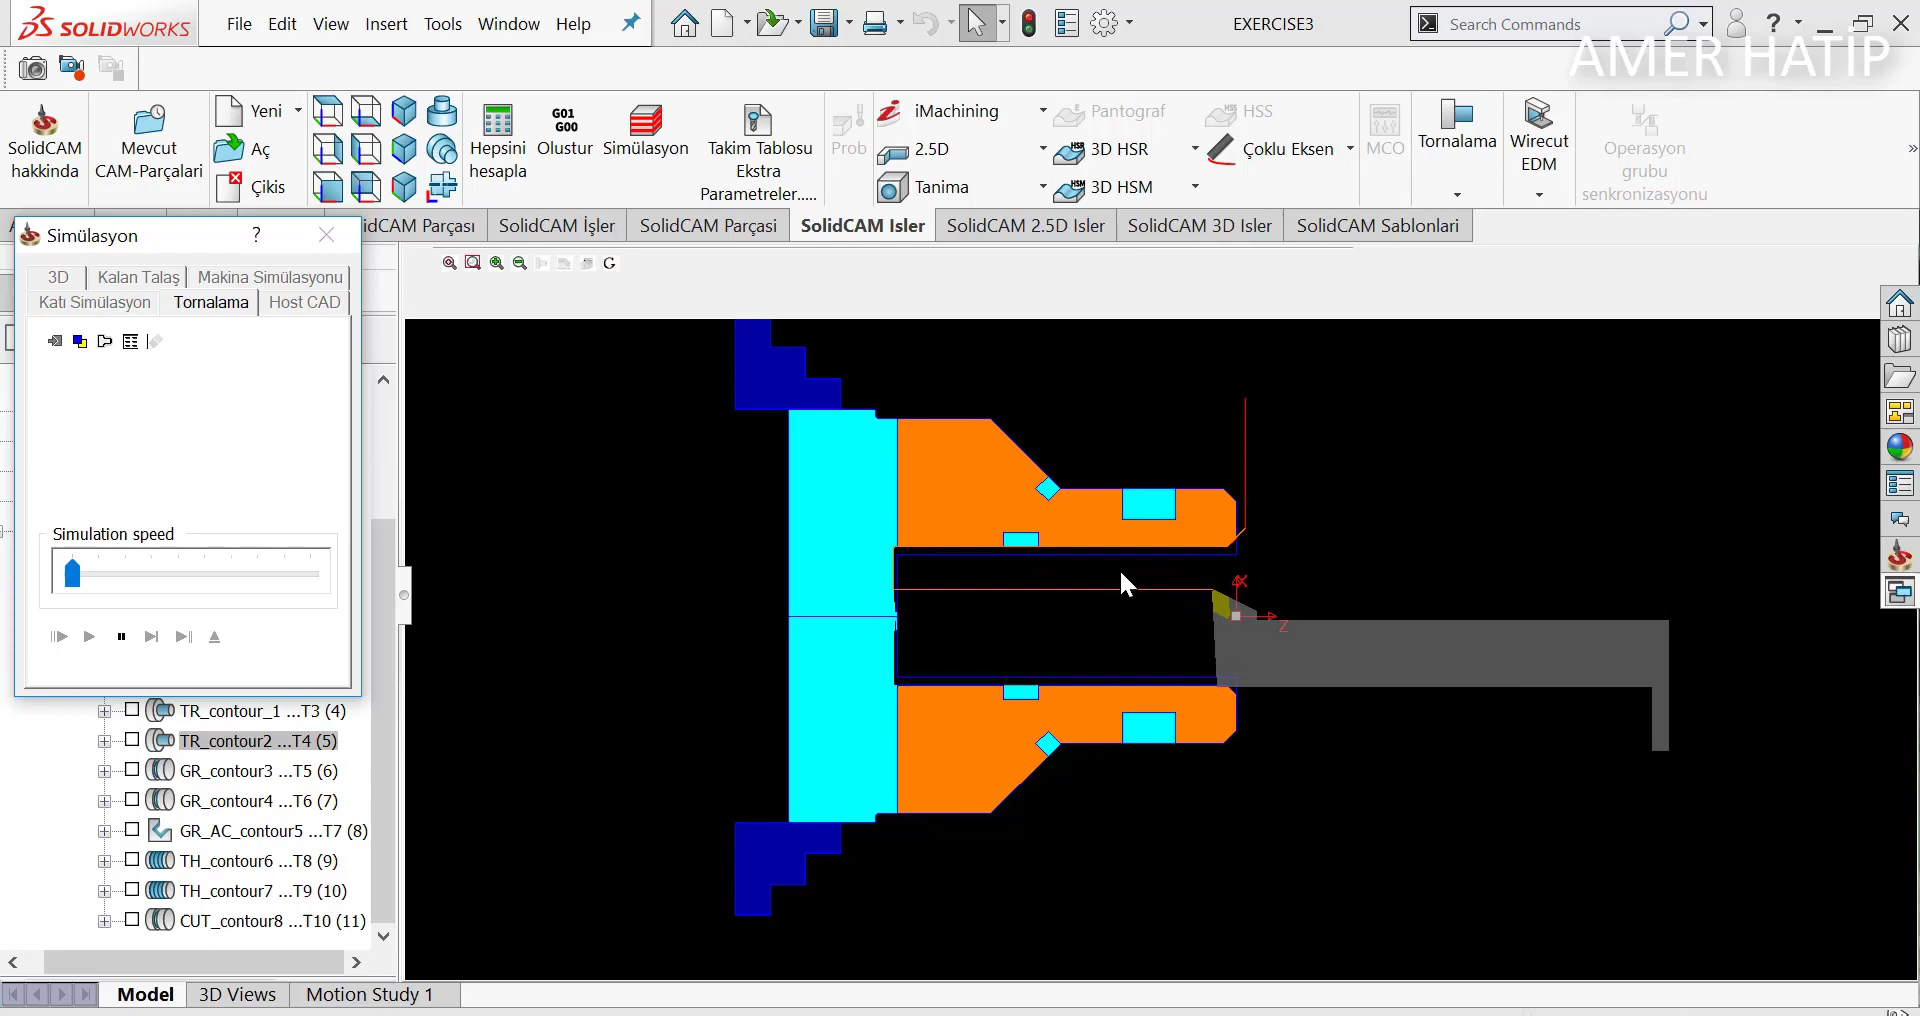 SOLIDWORKS
File Edit View Insert Tools Window Help
EXERCISE3
Search Commands
?
AMER HATİP
SolidCAM
hakkinda
Mevcut
CAM-Parçalari
Yeni
Aç
Çikis
Hepsini
hesapla
G01
G00
Olustur
Simülasyon
Takim Tablosu
Ekstra
Parametreler.....
Prob
iMachining
2.5D
Tanima
Pantograf
3D HSR
3D HSM
HSS
Çoklu Eksen
MCO
Tornalama
Wirecut
EDM
Operasyon
grubu
senkronizasyonu
idCAM Parçası
SolidCAM İşler
SolidCAM Parçasi
SolidCAM Isler
SolidCAM 2.5D Isler
SolidCAM 3D Isler
SolidCAM Sablonlari
Simülasyon
?
3D
Kalan Talaş
Makina Simülasyonu
Katı Simülasyon
Tornalama
Host CAD
G
Simulation speed
X
Z
TR_contour_1 ...T3 (4)
TR_contour2 ...T4 (5)
GR_contour3 ...T5 (6)
GR_contour4 ...T6 (7)
GR_AC_contour5 ...T7 (8)
TH_contour6 ...T8 (9)
TH_contour7 ...T9 (10)
CUT_contour8 ...T10 (11)
Model
3D Views
Motion Study 1